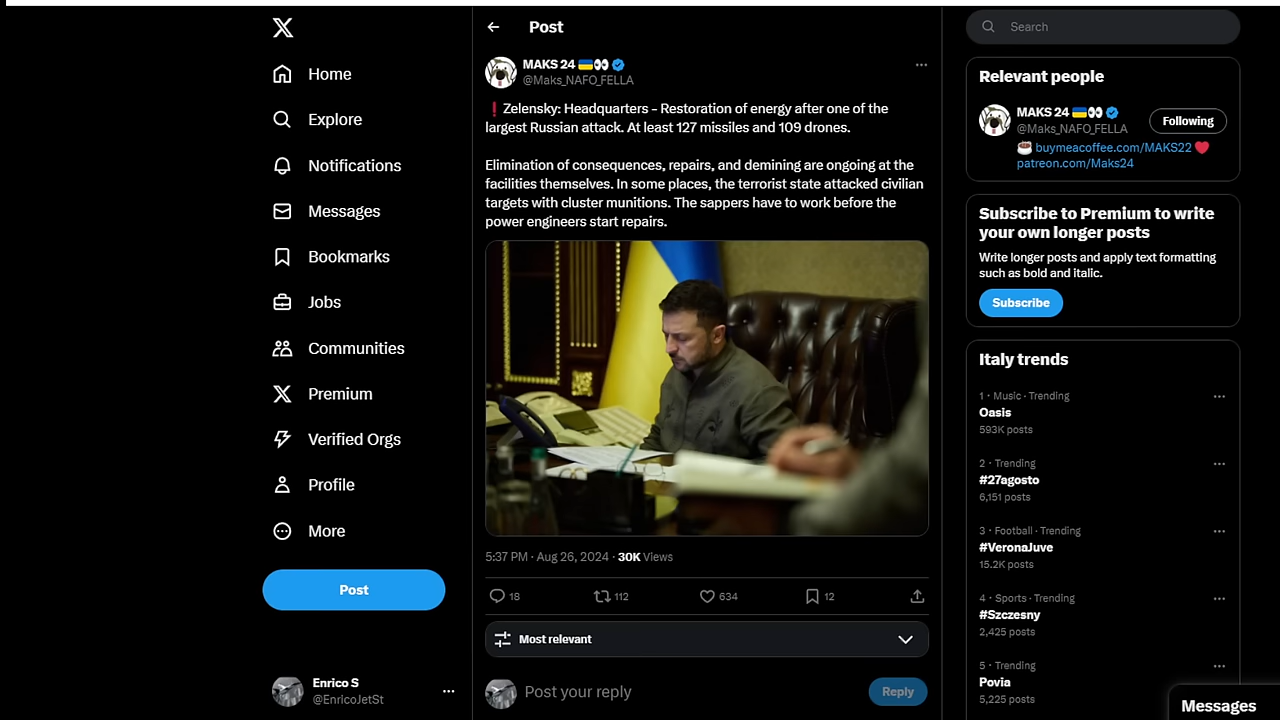 Home
Explore
Notifications
Messages
Bookmarks
Jobs
Communities
Premium
Verified Orgs
Profile
More
Post
Enrico S
@EnricoJetSt
Post
MAKS 24 🇺🇦👀
@Maks_NAFO_FELLA
❗Zelensky: Headquarters - Restoration of energy after one of the
largest Russian attack. At least 127 missiles and 109 drones.
Elimination of consequences, repairs, and demining are ongoing at the
facilities themselves. In some places, the terrorist state attacked civilian
targets with cluster munitions. The sappers have to work before the
power engineers start repairs.
5:37 PM · Aug 26, 2024 · 30K Views
18 112 634 12
Most relevant
Post your reply
Reply
Search
Relevant people
MAKS 24 🇺🇦👀
@Maks_NAFO_FELLA
Following
☕ buymeacoffee.com/MAKS22 ❤️
patreon.com/Maks24
Subscribe to Premium to write
your own longer posts
Write longer posts and apply text formatting
such as bold and italic.
Subscribe
Italy trends
1 · Music · Trending
Oasis
593K posts
2 · Trending
#27agosto
6,151 posts
3 · Football · Trending
#VeronaJuve
15.2K posts
4 · Sports · Trending
#Szczesny
2,425 posts
5 · Trending
Povia
5,225 posts
Messages